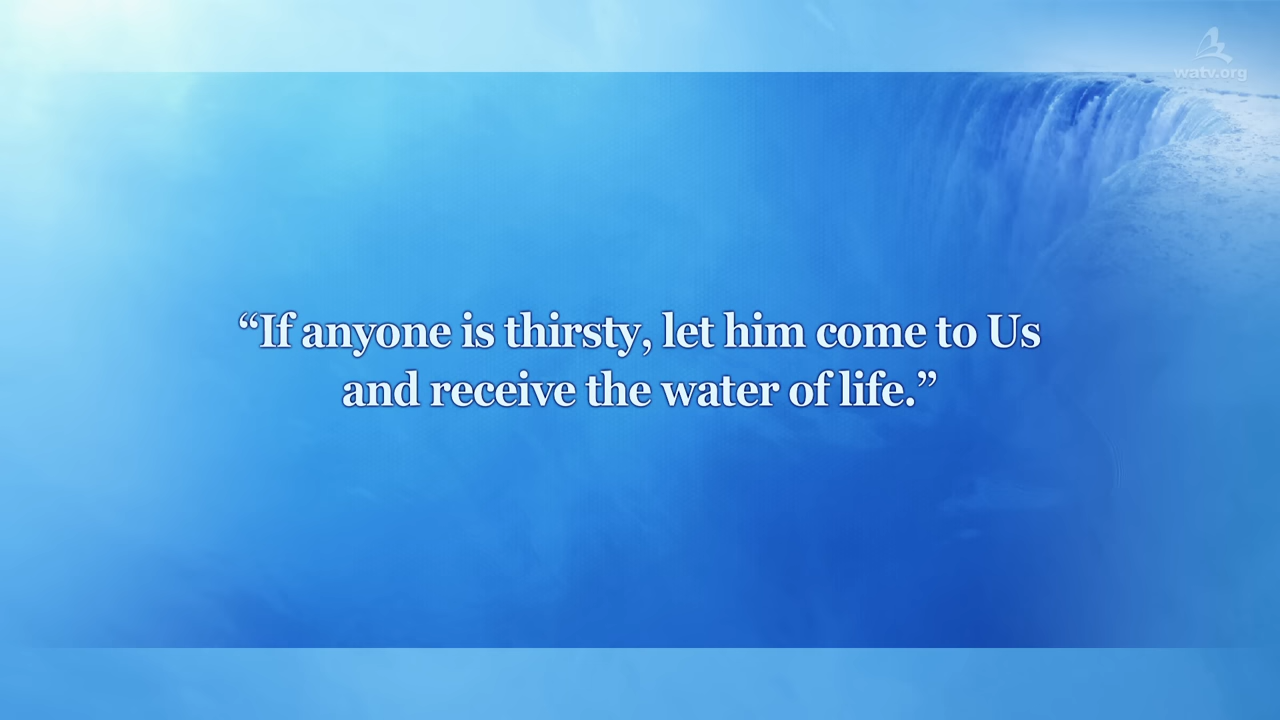 watv.org
“If anyone is thirsty, let him come to Us
and receive the water of life.”